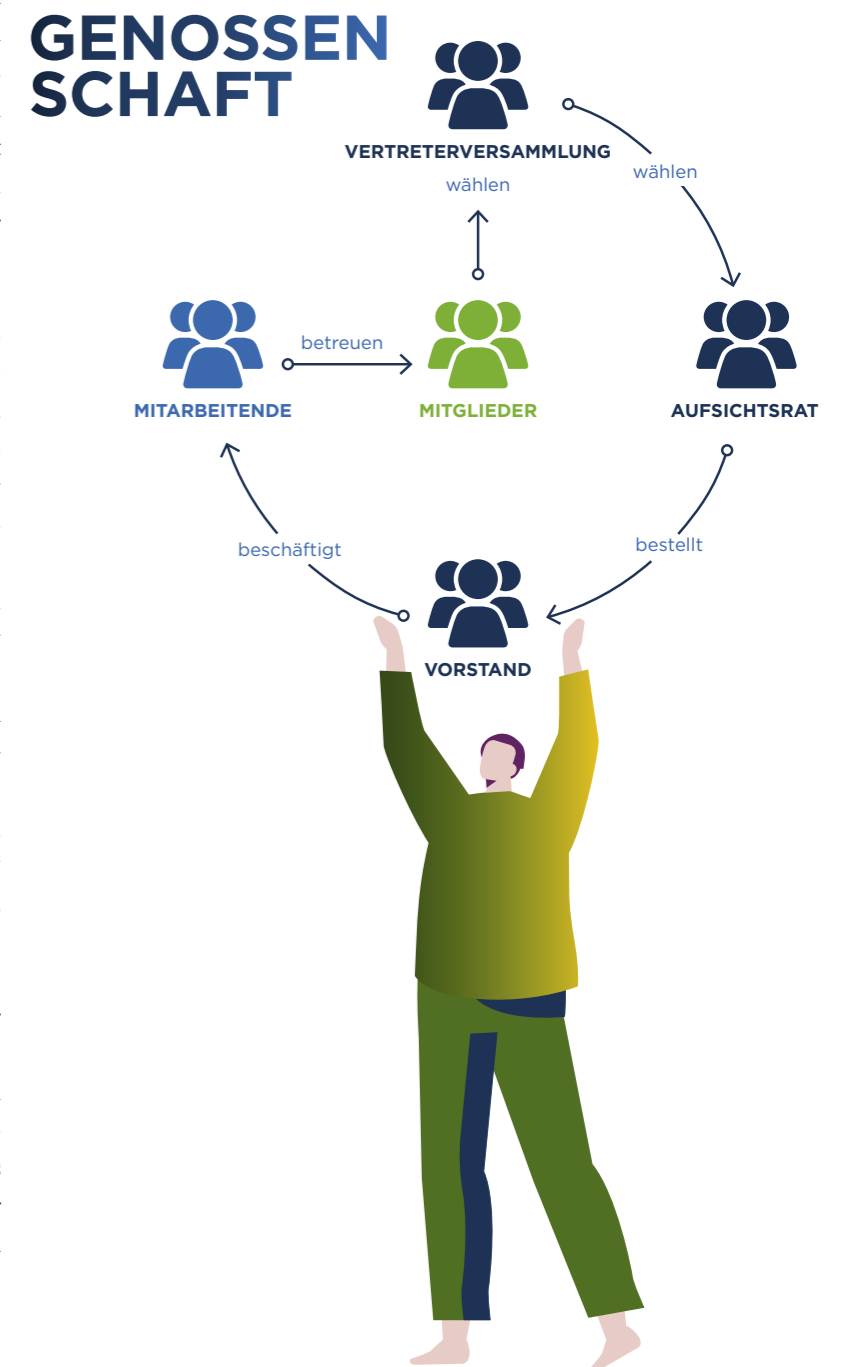 GENOSSEN
SCHAFT
VERTRETERVERSAMMLUNG
wählen
wählen
betreuen
MITARBEITENDE
MITGLIEDER
AUFSICHTSRAT
beschäftigt
bestellt
VORSTAND